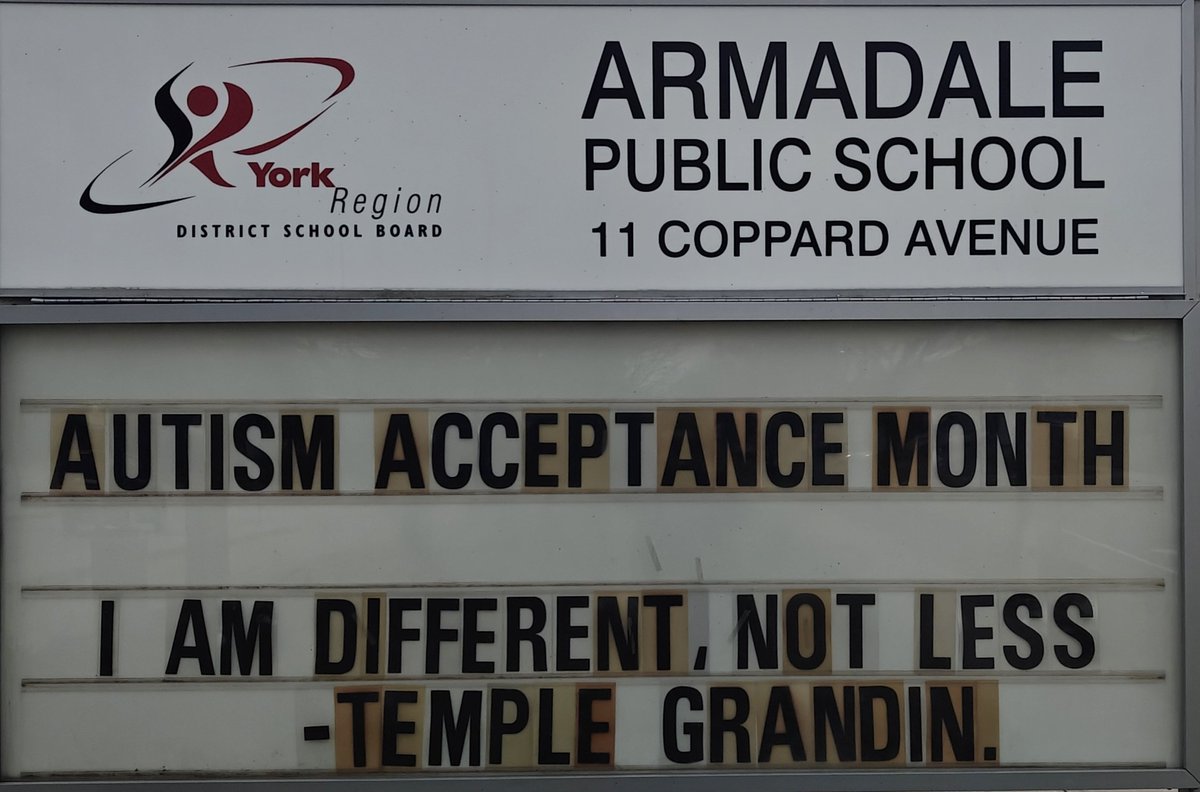 York
Region
DISTRICT SCHOOL BOARD
ARMADALE
PUBLIC SCHOOL
11 COPPARD AVENUE
AUTISM ACCEPTANCE MONTH
I AM DIFFERENT, NOT LESS
-TEMPLE GRANDIN.